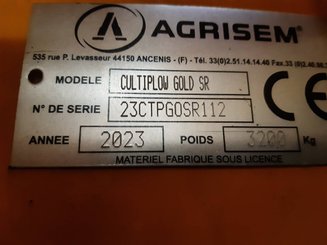 AGRISEM®
535 rue P. Levasseur 44150 ANCENIS - (F) - Tél. 33(0)2.51.14.14.40 Fax.33
MODELE CULTIPLOW GOLD SR
N° DE SERIE 23CTPGOSR112 CE
ANNEE 2023 POIDS 3200 Kg
MATERIEL FABRIQUE SOUS LICENCE